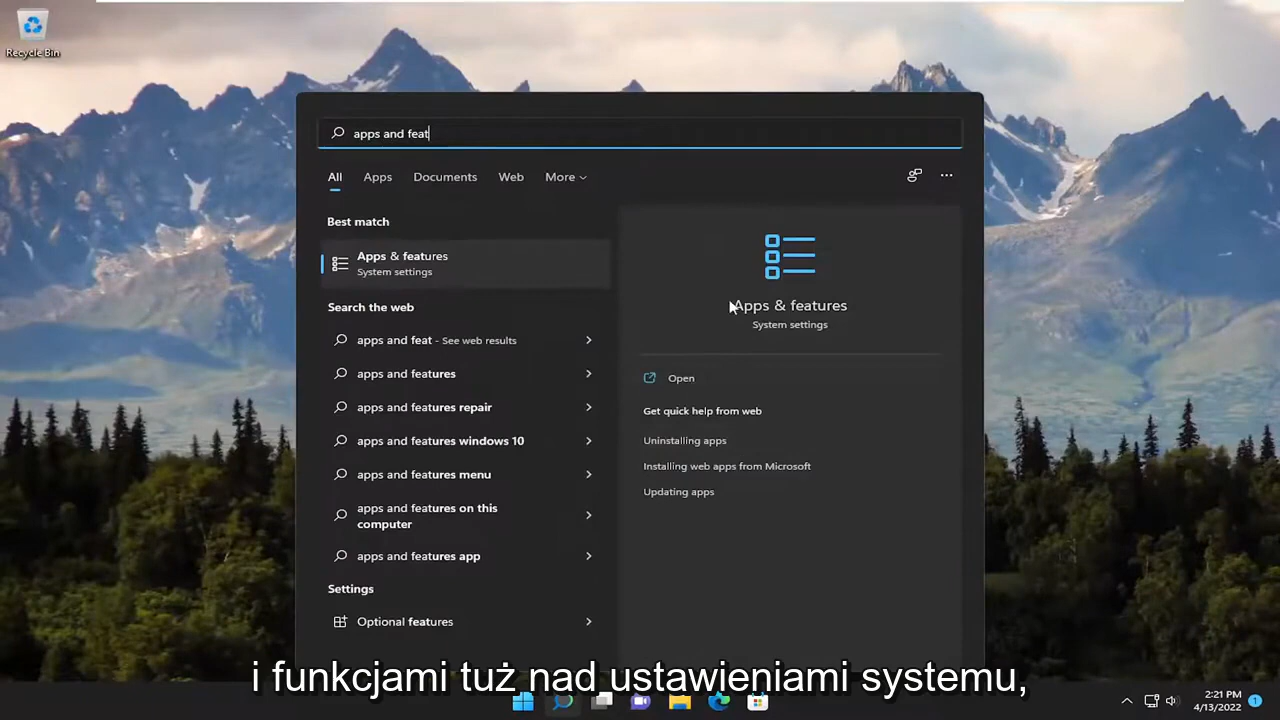 Recycle Bin
apps and feat
All Apps Documents Web More
Best match
Apps & features
System settings
Search the web
apps and feat - See web results
apps and features
apps and features repair
apps and features windows 10
apps and features menu
apps and features on this
computer
apps and features app
Settings
Optional features
Apps & features
System settings
Open
Get quick help from web
Uninstalling apps
Installing web apps from Microsoft
Updating apps
i funkcjami tuż nad ustawieniami systemu,
2:21 PM
4/13/2022
1